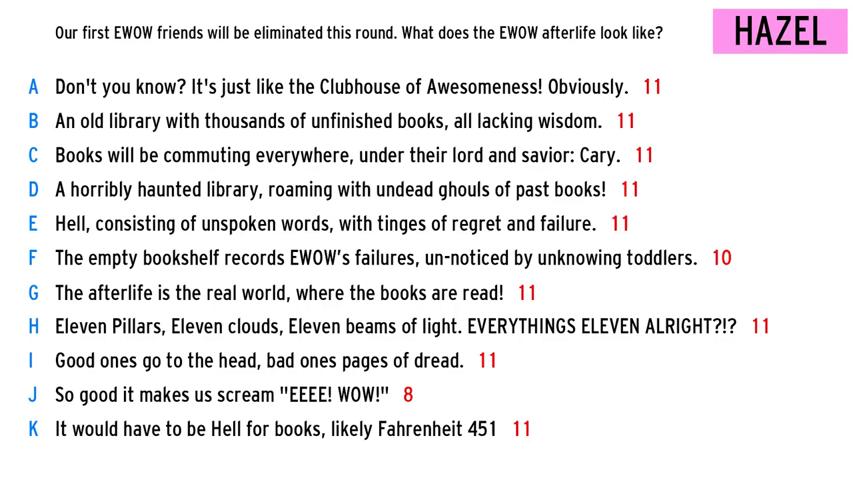 Our first EWOW friends will be eliminated this round. What does the EWOW afterlife look like?
HAZEL
A Don't you know? It's just like the Clubhouse of Awesomeness! Obviously. 11
B An old library with thousands of unfinished books, all lacking wisdom. 11
C Books will be commuting everywhere, under their lord and savior: Cary. 11
D A horribly haunted library, roaming with undead ghouls of past books! 11
E Hell, consisting of unspoken words, with tinges of regret and failure. 11
F The empty bookshelf records EWOW's failures, un-noticed by unknowing toddlers. 10
G The afterlife is the real world, where the books are read! 11
H Eleven Pillars, Eleven clouds, Eleven beams of light. EVERYTHINGS ELEVEN ALRIGHT?!? 11
I Good ones go to the head, bad ones pages of dread. 11
J So good it makes us scream "EEEE! WOW!" 8
K It would have to be Hell for books, likely Fahrenheit 451 11